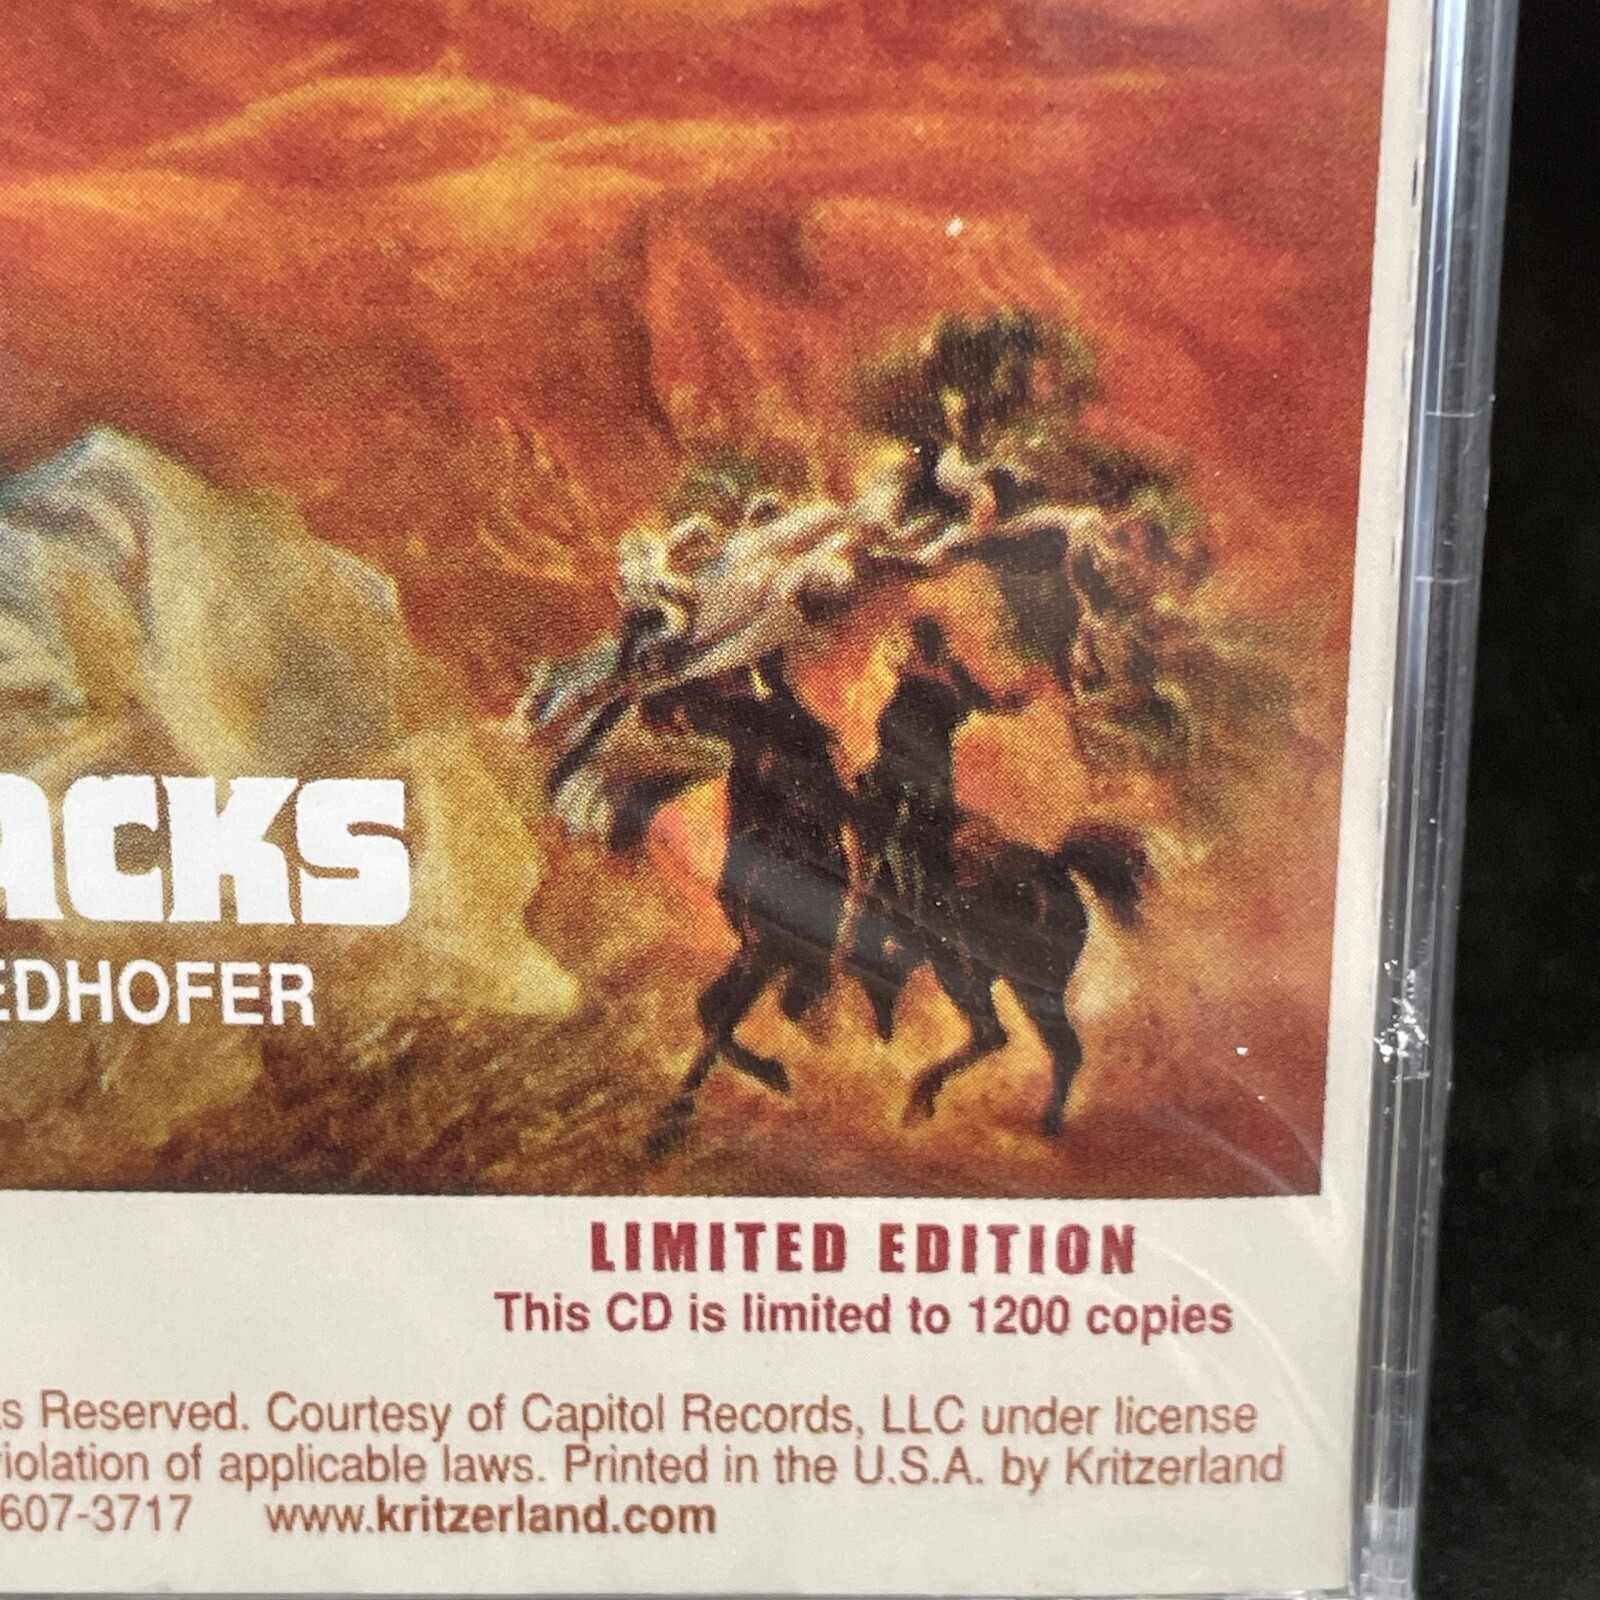 ACKS
EDHOFER
LIMITED EDITION
This CD is limited to 1200 copies
s Reserved. Courtesy of Capitol Records, LLC under license
violation of applicable laws. Printed in the U.S.A. by Kritzerland
607-3717 www.kritzerland.com